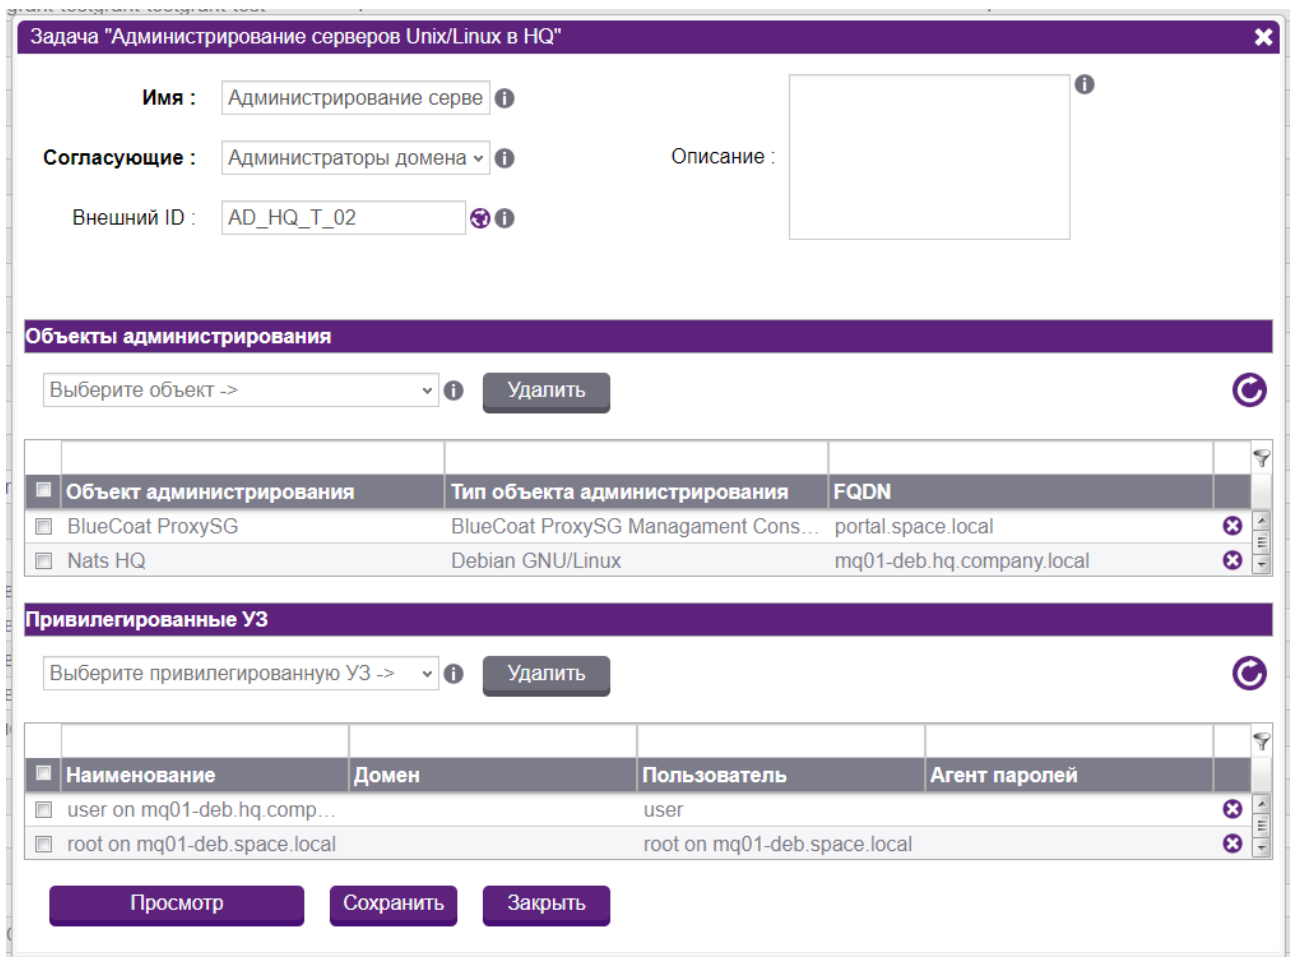 Задача "Администрирование серверов Unix/Linux в HQ"
Имя :
Администрирование серве
Согласующие :
Администраторы домена
Описание :
Внешний ID :
AD_HQ_T_02
Объекты администрирования
Выберите объект ->
Удалить
Объект администрирования Тип объекта администрирования FQDN
BlueCoat ProxySG BlueCoat ProxySG Managament Cons... portal.space.local
Nats HQ Debian GNU/Linux mq01-deb.hq.company.local
Привилегированные УЗ
Выберите привилегированную УЗ ->
Удалить
Наименование Домен Пользователь Агент паролей
user on mq01-deb.hq.comp... user
root on mq01-deb.space.local root on mq01-deb.space.local
Просмотр Сохранить Закрыть